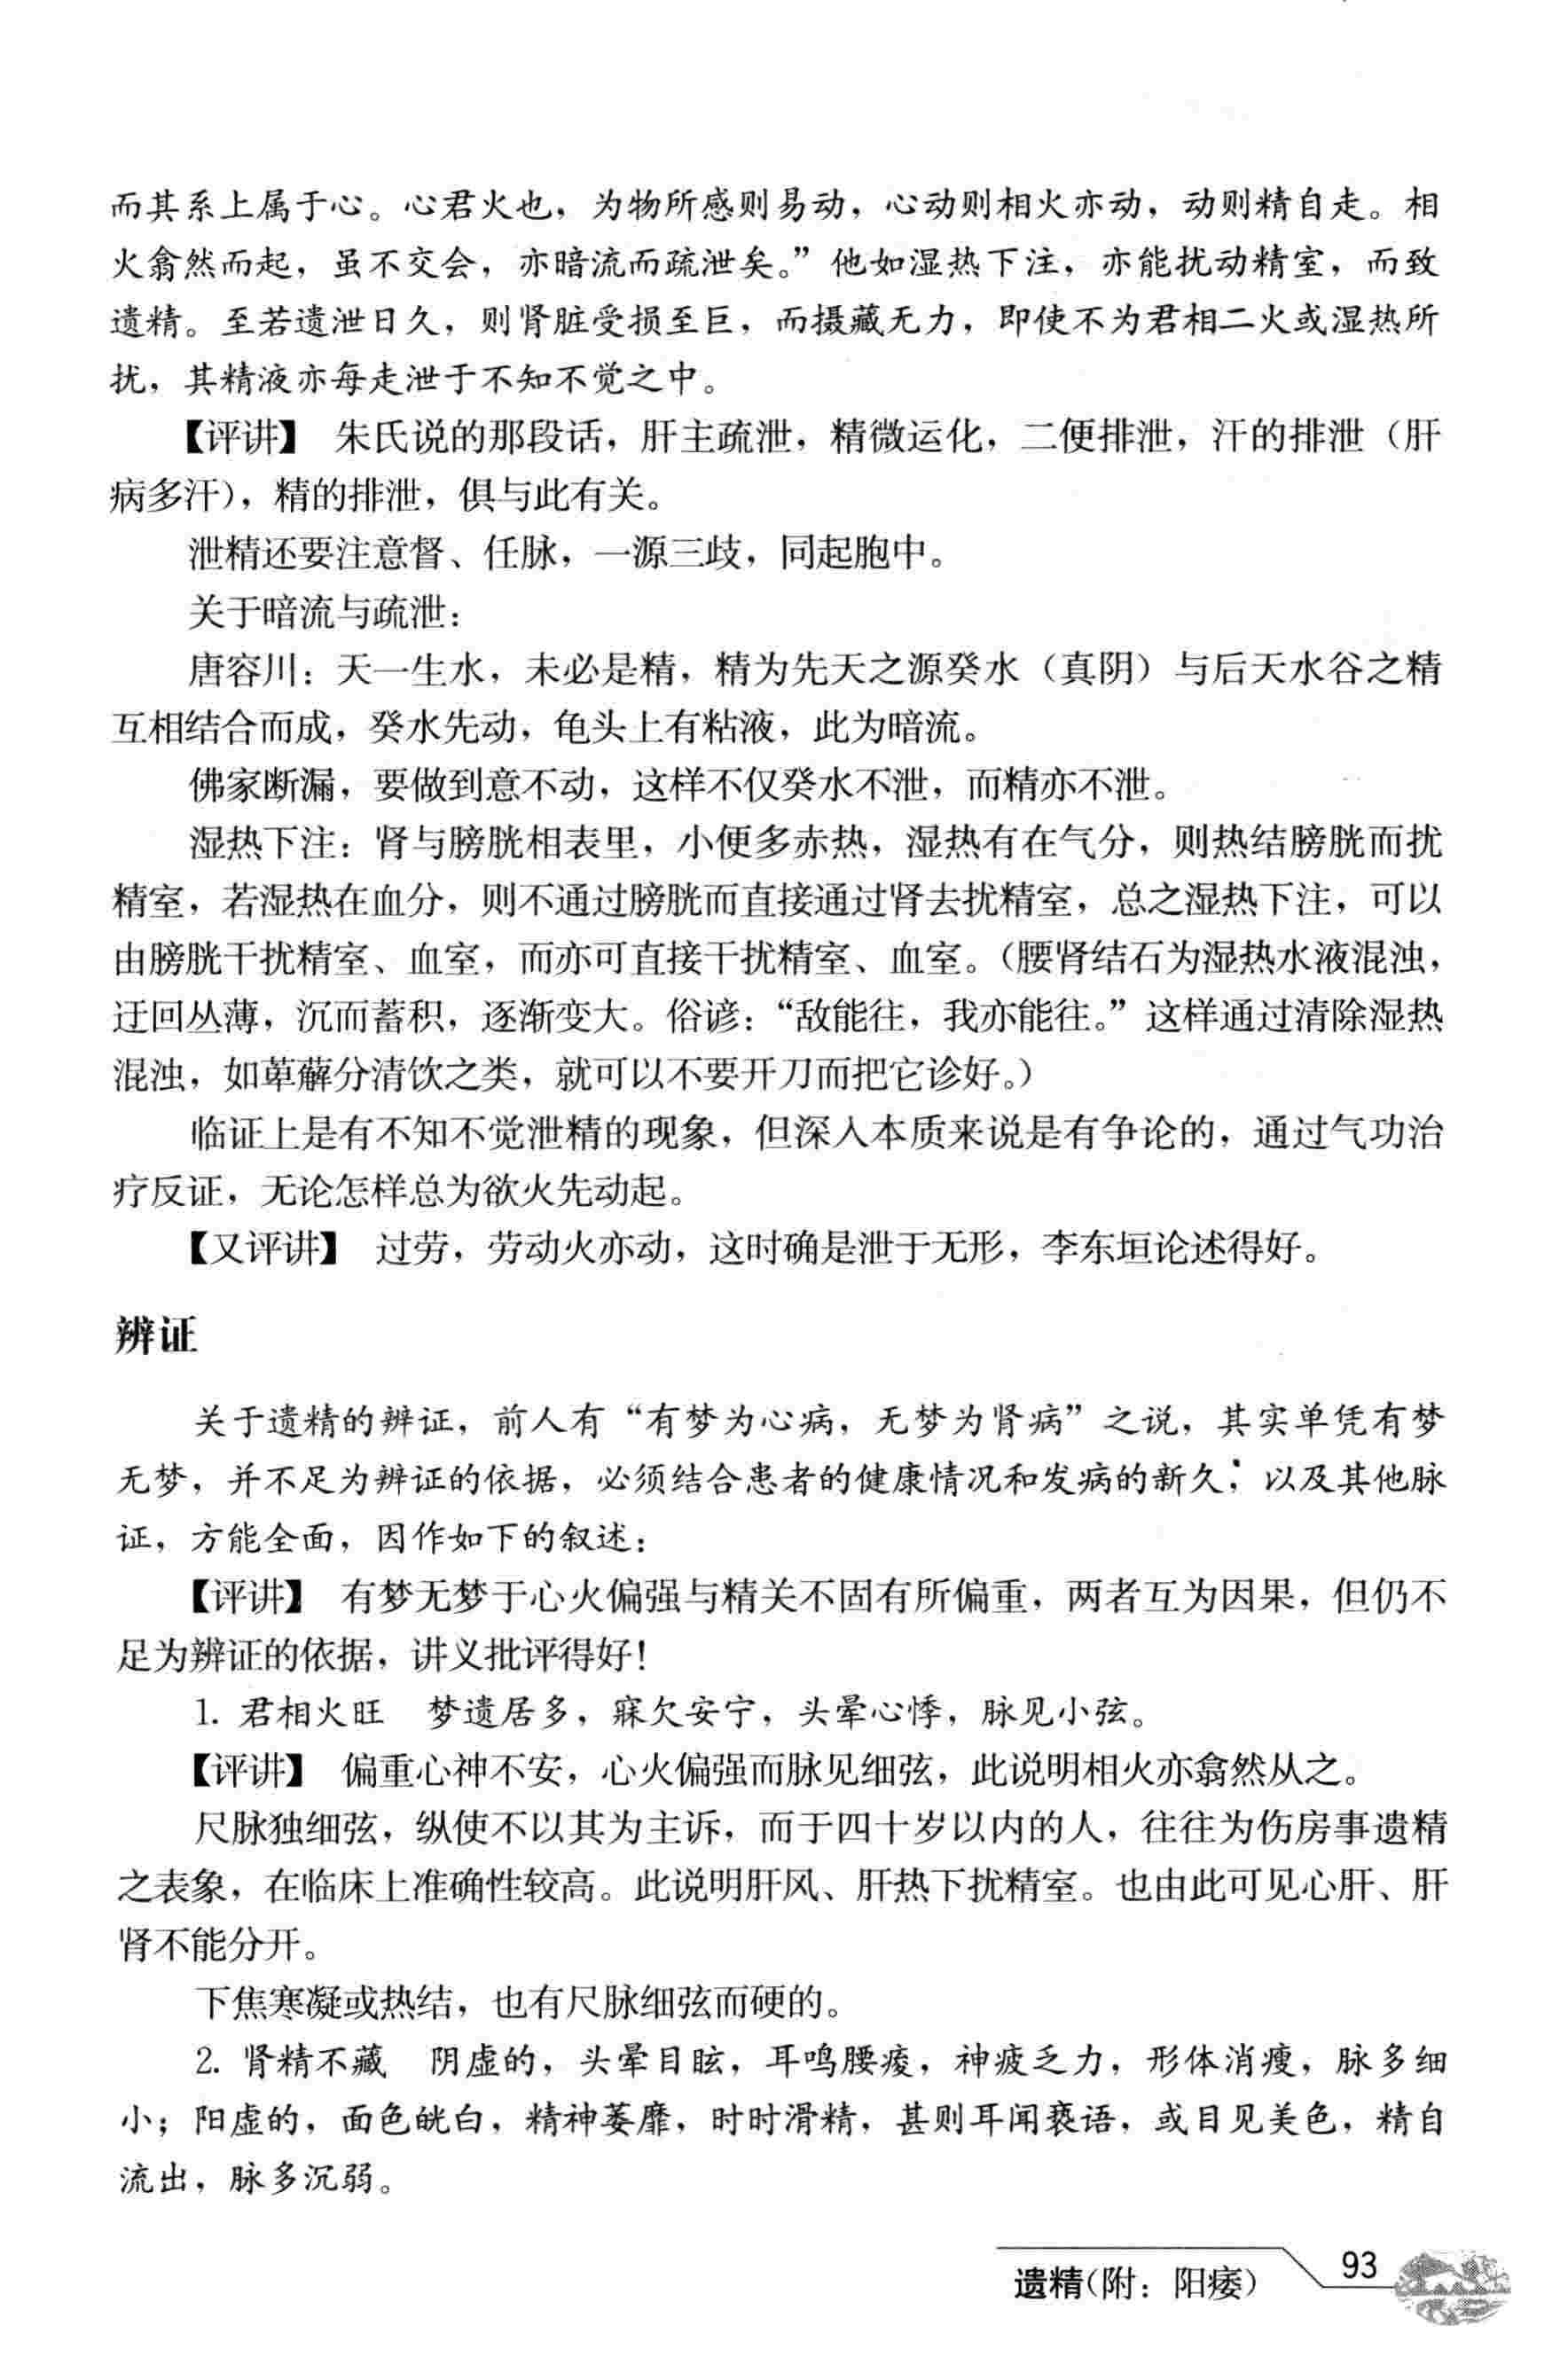 而其系上属于心。心君火也，为物所感则易动，心动则相火亦动，动则精自走。相
火翕然而起，虽不交会，亦暗流而疏泄矣。”他如湿热下注，亦能扰动精室，而致
遗精。至若遗泄日久，则肾脏受损至巨，而摄藏无力，即使不为君相二火或湿热所
扰，其精液亦每走泄于不知不觉之中。
【评讲】 朱氏说的那段话，肝主疏泄，精微运化，二便排泄，汗的排泄（肝
病多汗），精的排泄，俱与此有关。
泄精还要注意督、任脉，一源三歧，同起胞中。
关于暗流与疏泄：
唐容川：天一生水，未必是精，精为先天之源癸水（真阴）与后天水谷之精
互相结合而成，癸水先动，龟头上有粘液，此为暗流。
佛家断漏，要做到意不动，这样不仅癸水不泄，而精亦不泄。
湿热下注：肾与膀胱相表里，小便多赤热，湿热有在气分，则热结膀胱而扰
精室，若湿热在血分，则不通过膀胱而直接通过肾去扰精室，总之湿热下注，可以
由膀胱干扰精室、血室，而亦可直接干扰精室、血室。（腰肾结石为湿热水液混浊，
迂回丛薄，沉而蓄积，逐渐变大。俗谚：“敌能往，我亦能往。”这样通过清除湿热
混浊，如萆薢分清饮之类，就可以不要开刀而把它诊好。）
临证上是有不知不觉泄精的现象，但深入本质来说是有争论的，通过气功治
疗反证，无论怎样总为欲火先动起。
【又评讲】 过劳，劳动火亦动，这时确是泄于无形，李东垣论述得好。
辨证
关于遗精的辨证，前人有“有梦为心病，无梦为肾病”之说，其实单凭有梦
无梦，并不足为辨证的依据，必须结合患者的健康情况和发病的新久，以及其他脉
证，方能全面，因作如下的叙述：
【评讲】 有梦无梦于心火偏强与精关不固有所偏重，两者互为因果，但仍不
足为辨证的依据，讲义批评得好！
1. 君相火旺 梦遗居多，寐欠安宁，头晕心悸，脉见小弦。
【评讲】 偏重心神不安，心火偏强而脉见细弦，此说明相火亦翕然从之。
尺脉独细弦，纵使不以其为主诉，而于四十岁以内的人，往往为伤房事遗精
之表象，在临床上准确性较高。此说明肝风、肝热下扰精室。也由此可见心肝、肝
肾不能分开。
下焦寒凝或热结，也有尺脉细弦而硬的。
2. 肾精不藏 阴虚的，头晕目眩，耳鸣腰痠，神疲乏力，形体消瘦，脉多细
小；阳虚的，面色㿠白，精神萎靡，时时滑精，甚则耳闻亵语，或目见美色，精自
流出，脉多沉弱。
遗精（附：阳痿） 93